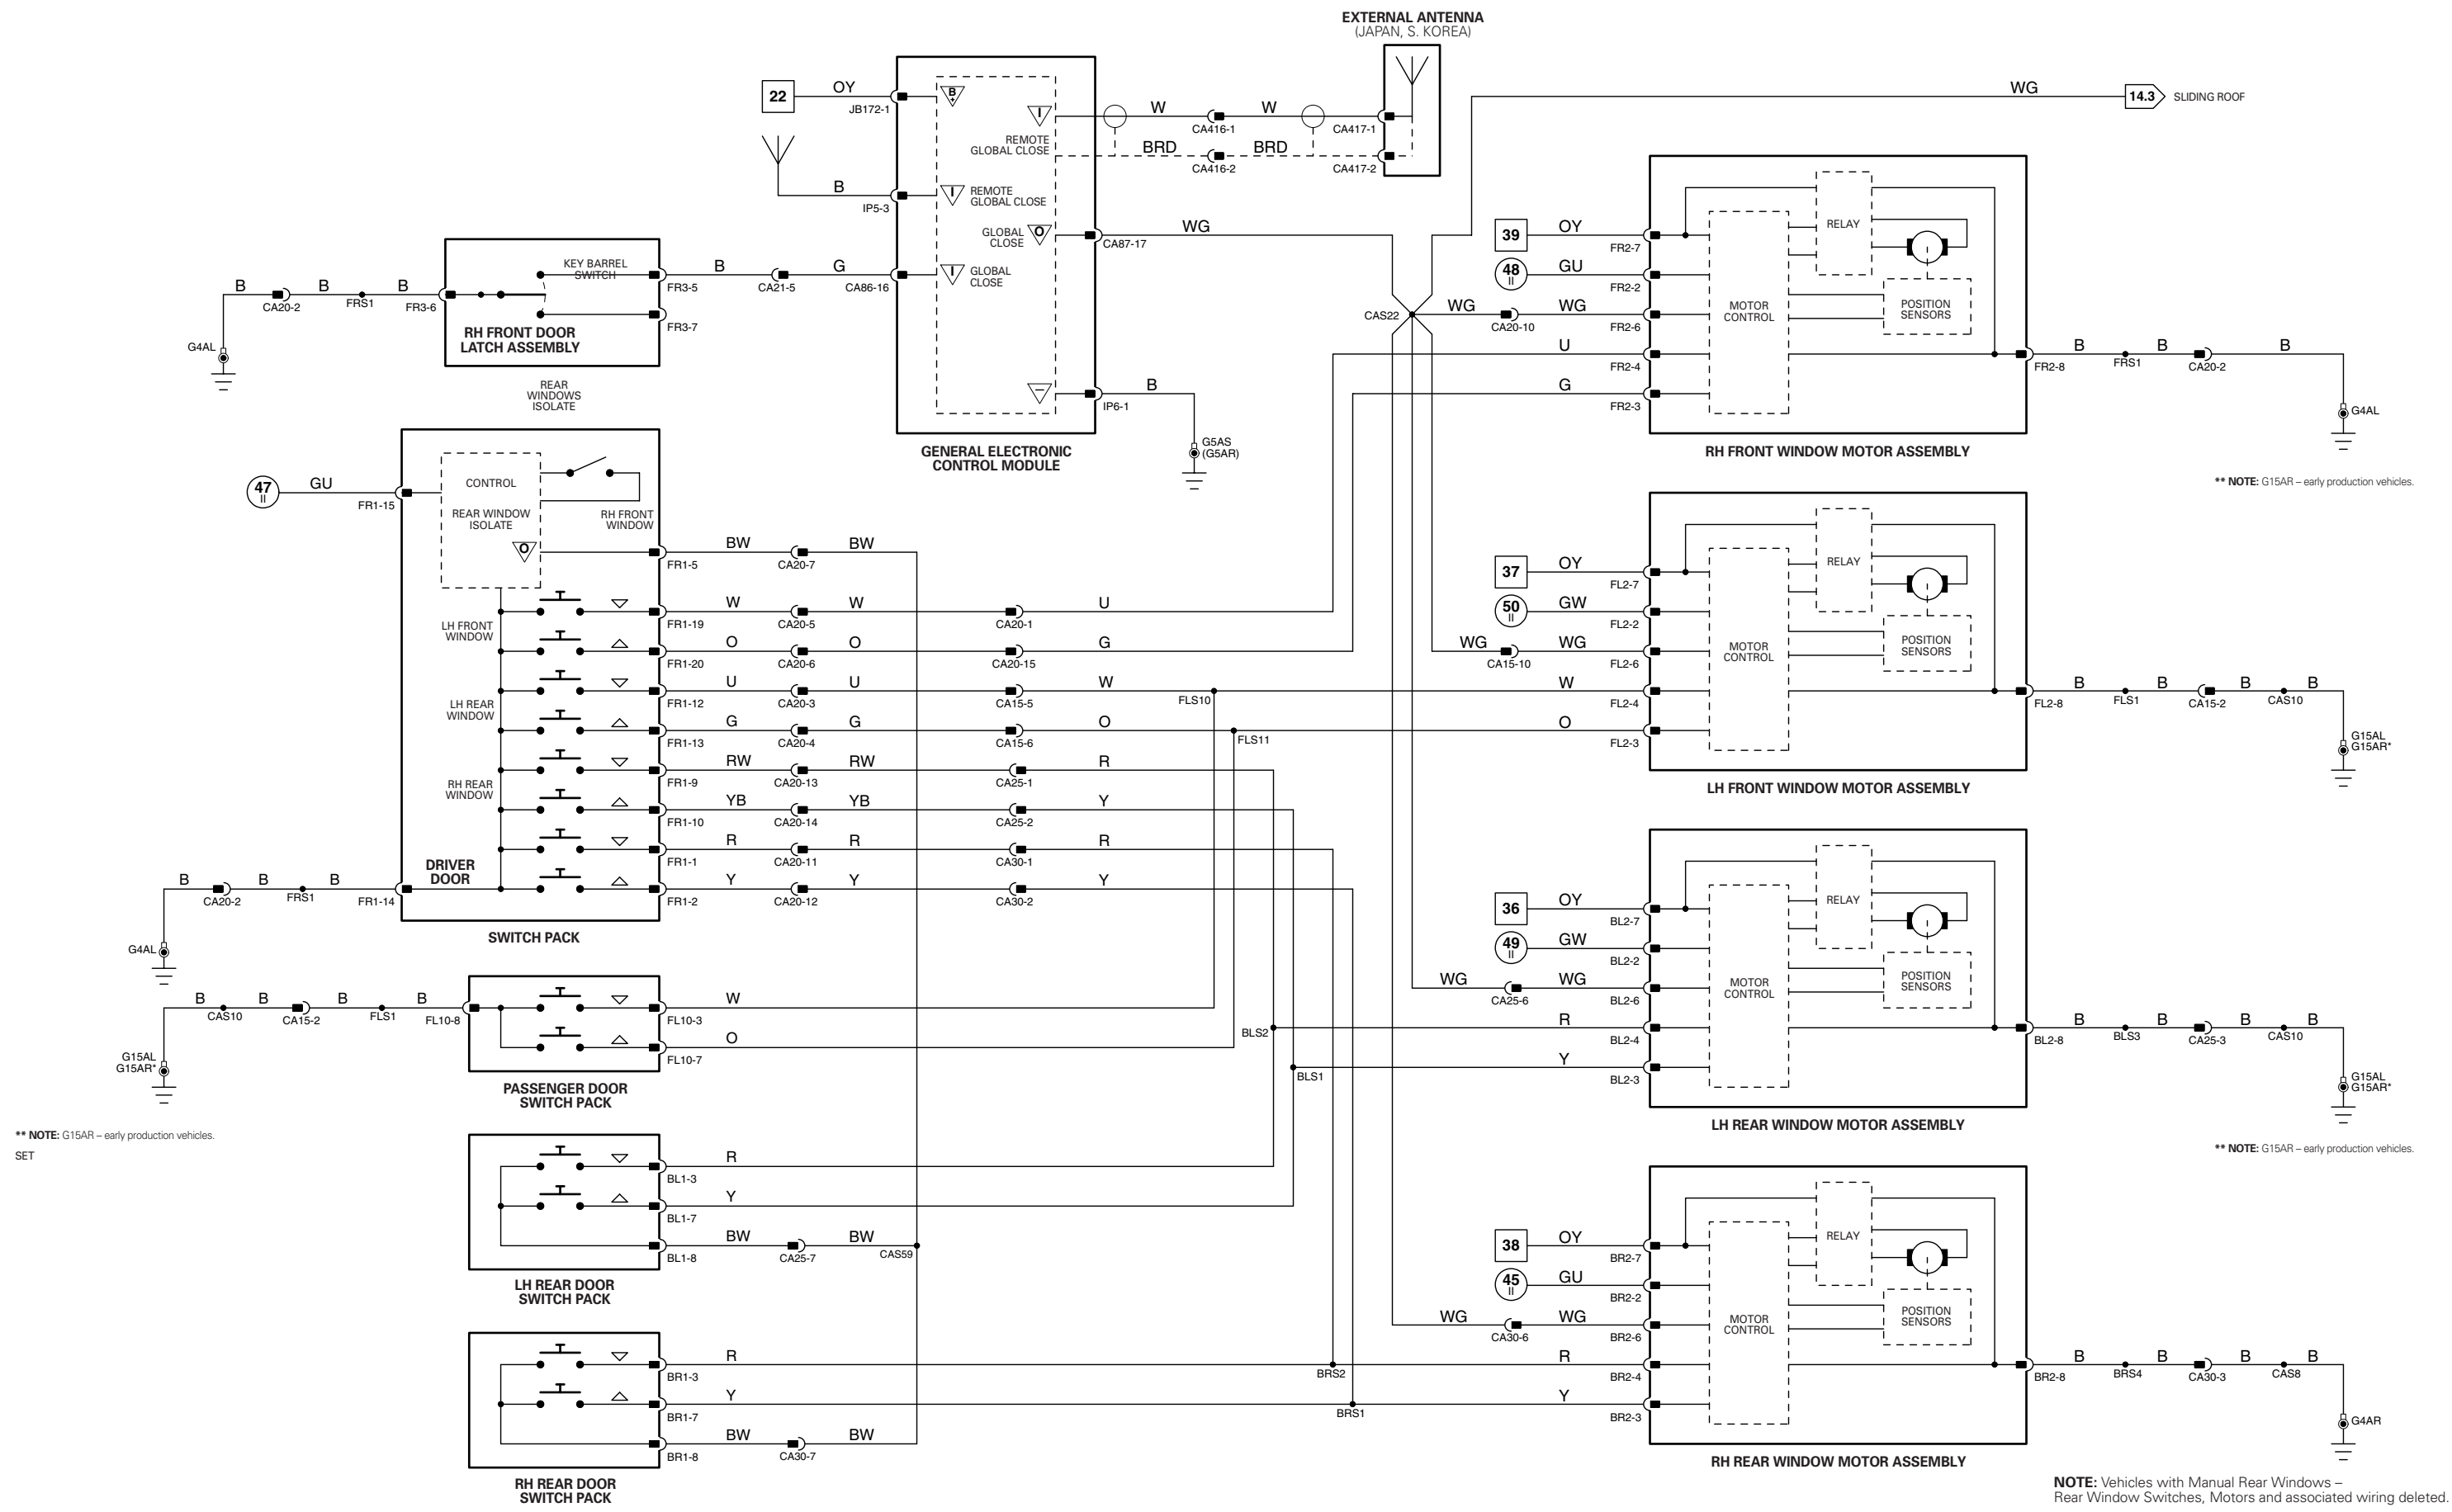 EXTERNAL ANTENNA
(JAPAN, S. KOREA)
22
OY
JB172-1
B
+
I
REMOTE
GLOBAL CLOSE
W
CA416-1
W
CA417-1
BRD
CA416-2
BRD
CA417-2
WG
14.3
SLIDING ROOF
B
IP5-3
I
REMOTE
GLOBAL CLOSE
GLOBAL
CLOSE
O
CA87-17
WG
KEY BARREL
SWITCH
B
CA20-2
B
FRS1
B
FR3-6
FR3-5
B
CA21-5
G
CA86-16
I
GLOBAL
CLOSE
FR3-7
RH FRONT DOOR
LATCH ASSEMBLY
G4AL
–
IP6-1
B
G5AS
(G5AR)
GENERAL ELECTRONIC
CONTROL MODULE
CAS22
39
OY
FR2-7
48
II
GU
FR2-2
WG
CA20-10
WG
FR2-6
U
FR2-4
G
FR2-3
RELAY
MOTOR
CONTROL
POSITION
SENSORS
FR2-8
B
FRS1
B
CA20-2
B
G4AL
RH FRONT WINDOW MOTOR ASSEMBLY
** NOTE: G15AR – early production vehicles.
REAR
WINDOWS
ISOLATE
47
II
GU
FR1-15
CONTROL
REAR WINDOW
ISOLATE
O
RH FRONT
WINDOW
FR1-5
BW
CA20-7
BW
LH FRONT
WINDOW
FR1-19
W
CA20-5
W
CA20-1
U
FR1-20
O
CA20-6
O
CA20-15
G
LH REAR
WINDOW
FR1-12
U
CA20-3
U
CA15-5
W
FLS10
FR1-13
G
CA20-4
G
CA15-6
O
FLS11
RH REAR
WINDOW
FR1-9
RW
CA20-13
RW
CA25-1
R
FR1-10
YB
CA20-14
YB
CA25-2
Y
FR1-1
R
CA20-11
R
CA30-1
R
FR1-2
Y
CA20-12
Y
CA30-2
Y
DRIVER
DOOR
B
CA20-2
B
FRS1
B
FR1-14
G4AL
SWITCH PACK
37
OY
FL2-7
50
II
GW
FL2-2
WG
CA15-10
WG
FL2-6
W
FL2-4
O
FL2-3
RELAY
MOTOR
CONTROL
POSITION
SENSORS
FL2-8
B
FLS1
B
CA15-2
B
CAS10
B
G15AL
G15AR*
LH FRONT WINDOW MOTOR ASSEMBLY
B
CAS10
B
CA15-2
B
FLS1
B
FL10-8
FL10-3
W
FL10-7
O
G15AL
G15AR*
PASSENGER DOOR
SWITCH PACK
** NOTE: G15AR – early production vehicles.
SET
36
OY
BL2-7
49
II
GW
BL2-2
WG
CA25-6
WG
BL2-6
BLS2
R
BL2-4
BLS1
Y
BL2-3
RELAY
MOTOR
CONTROL
POSITION
SENSORS
BL2-8
B
BLS3
B
CA25-3
B
CAS10
B
G15AL
G15AR*
LH REAR WINDOW MOTOR ASSEMBLY
** NOTE: G15AR – early production vehicles.
BL1-3
R
BL1-7
Y
BL1-8
BW
CA25-7
BW
CAS59
LH REAR DOOR
SWITCH PACK
38
OY
BR2-7
45
II
GU
BR2-2
WG
CA30-6
WG
BR2-6
R
BR2-4
Y
BR2-3
RELAY
MOTOR
CONTROL
POSITION
SENSORS
BR2-8
B
BRS4
B
CA30-3
B
CAS8
B
G4AR
RH REAR WINDOW MOTOR ASSEMBLY
BR1-3
R
BRS2
BR1-7
Y
BRS1
BR1-8
BW
CA30-7
BW
RH REAR DOOR
SWITCH PACK
NOTE: Vehicles with Manual Rear Windows –
Rear Window Switches, Motors and associated wiring deleted.